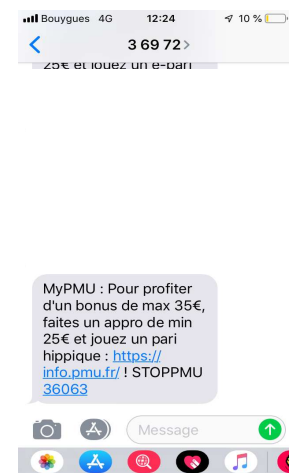 Bouygues 4G 12:24 10 %
3 69 72 >
25€ et jouez un e-pari
MyPMU : Pour profiter
d'un bonus de max 35€,
faites un appro de min
25€ et jouez un pari
hippique : https://
info.pmu.fr/ ! STOPPMU
36063
Message